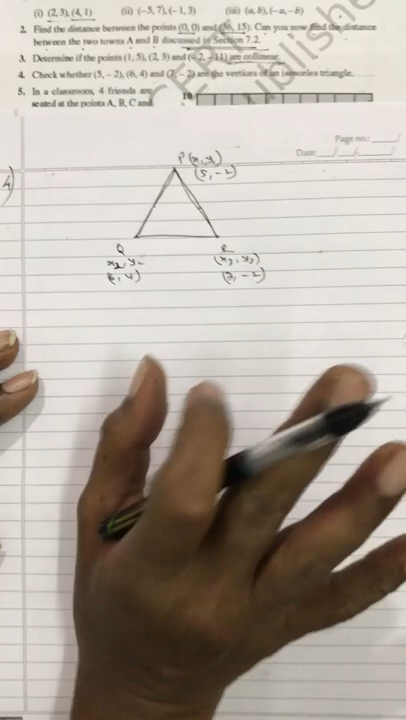 (i) (2, 3), (4, 1) (ii) (−5, 7), (−1, 3) (iii) (a, b), (−a, −b)
2. Find the distance between the points (0, 0) and (36, 15). Can you now find the distance
between the two towns A and B discussed in Section 7.2.
3. Determine if the points (1, 5), (2, 3) and (−2, −11) are collinear.
4. Check whether (5, − 2), (6, 4) and (7, − 2) are the vertices of an isosceles triangle.
5. In a classroom, 4 friends are
seated at the points A, B, C and
10
Page no.:
Date:
4)
P(x, y)
(5, -2)
Q
R
x2, y2
(x3, y3)
(6, 4)
(7, -2)